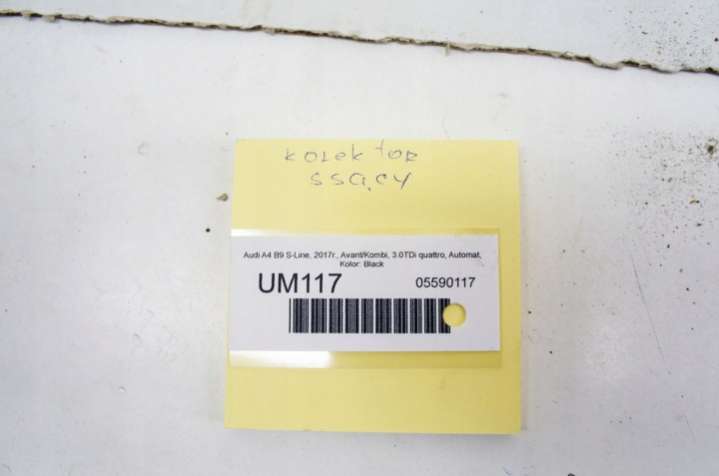 kolektor
ssący
Audi A4 B9 S-Line, 2017r., Avant/Kombi, 3.0TDi quattro, Automat,
Kolor: Black
UM117 05590117